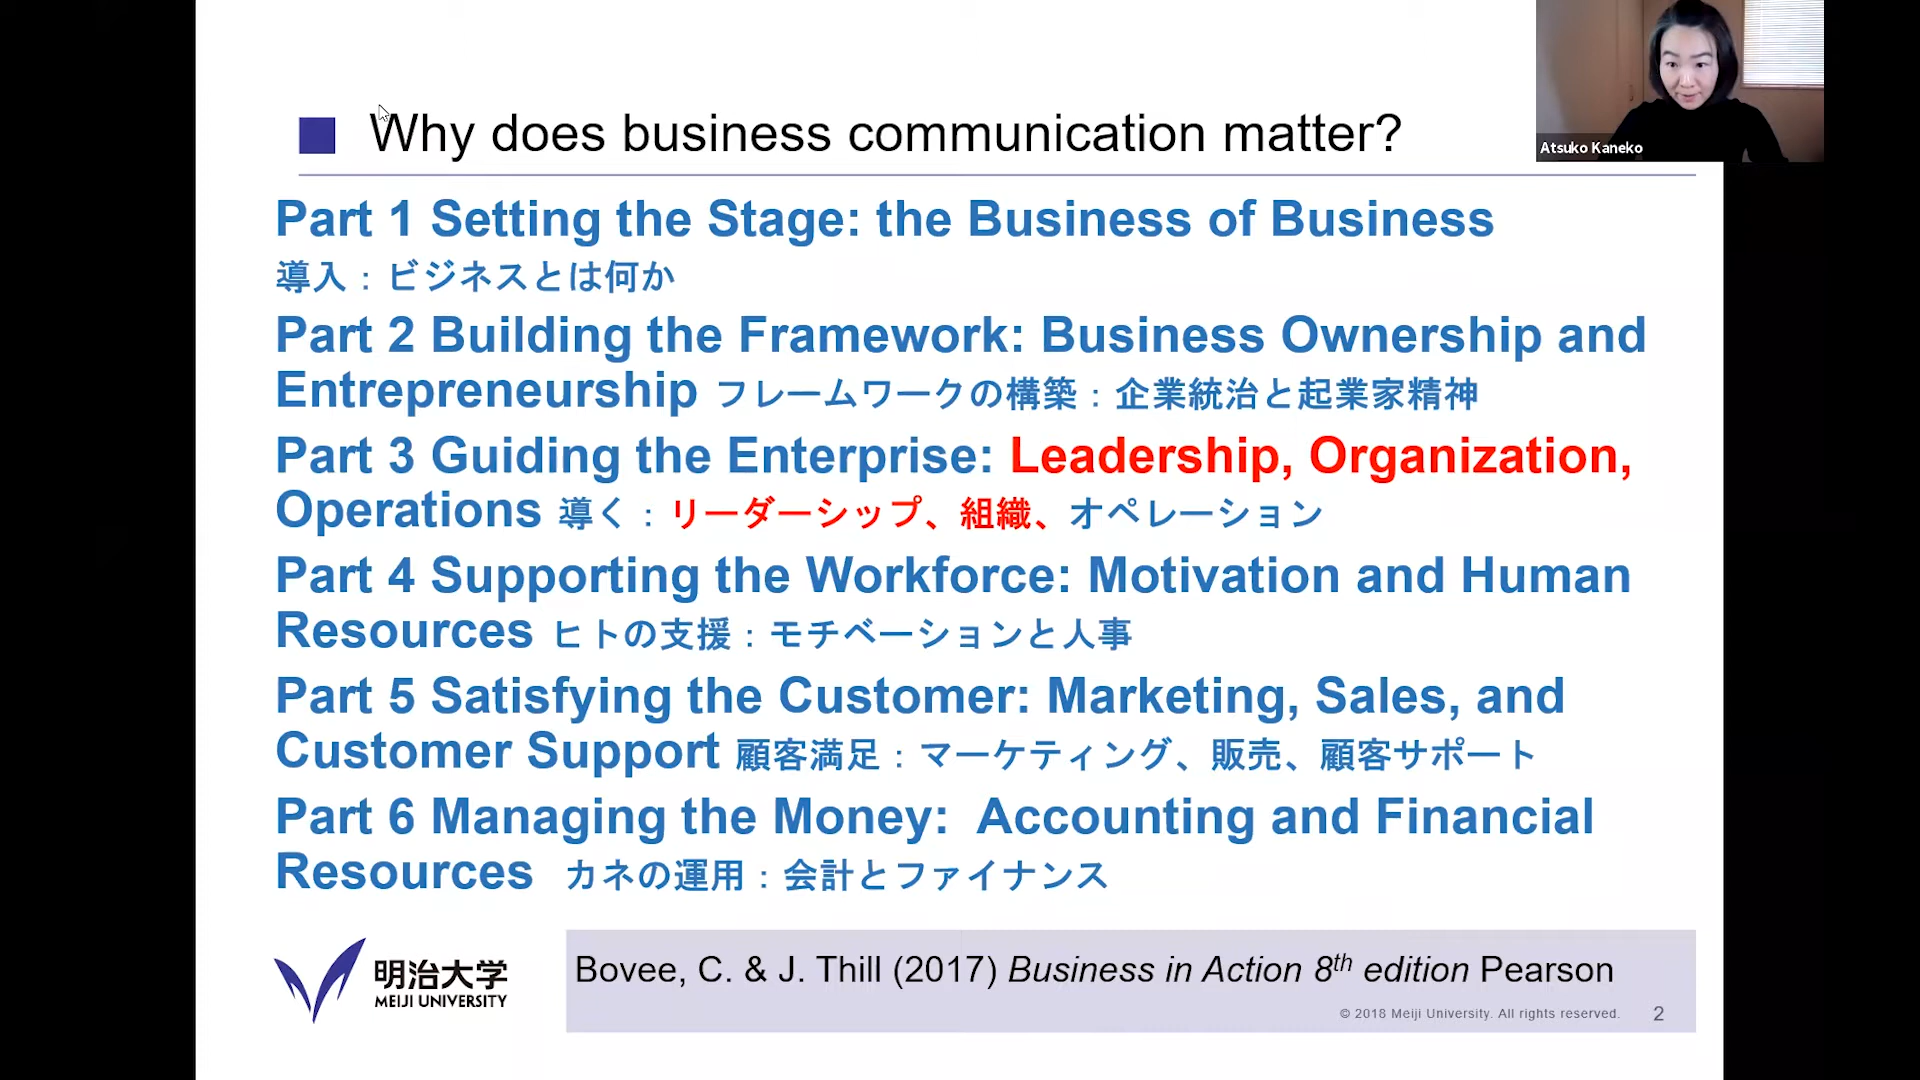 Why does business communication matter?
Atsuko Kaneko
Part 1 Setting the Stage: the Business of Business
導入：ビジネスとは何か
Part 2 Building the Framework: Business Ownership and
Entrepreneurship フレームワークの構築：企業統治と起業家精神
Part 3 Guiding the Enterprise: Leadership, Organization,
Operations 導く：リーダーシップ、組織、オペレーション
Part 4 Supporting the Workforce: Motivation and Human
Resources ヒトの支援：モチベーションと人事
Part 5 Satisfying the Customer: Marketing, Sales, and
Customer Support 顧客満足：マーケティング、販売、顧客サポート
Part 6 Managing the Money:  Accounting and Financial
Resources  カネの運用：会計とファイナンス
明治大学
MEIJI UNIVERSITY
Bovee, C. & J. Thill (2017) Business in Action 8th edition Pearson
© 2018 Meiji University. All rights reserved.
2